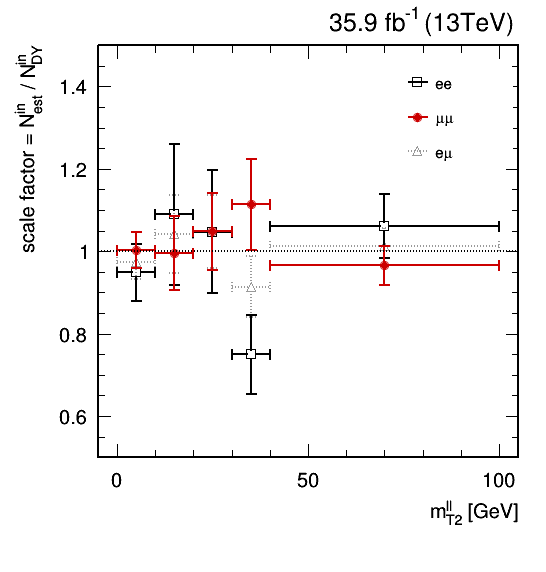 35.9 fb⁻¹ (13TeV)
scale factor = N^in_est / N^in_DY
1.4
1.2
1
0.8
0.6
ee
μμ
eμ
0 50 100
m^ll_T2 [GeV]